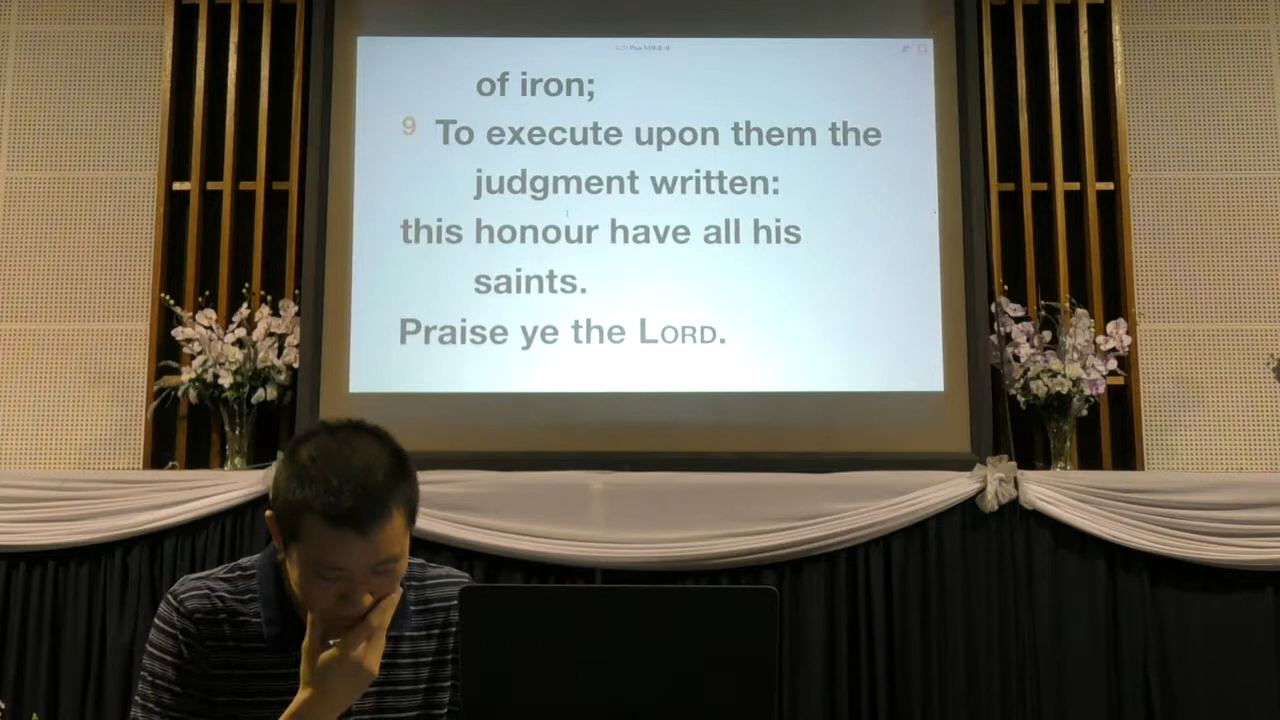 of iron;
9 To execute upon them the
judgment written:
this honour have all his
saints.
Praise ye the LORD.